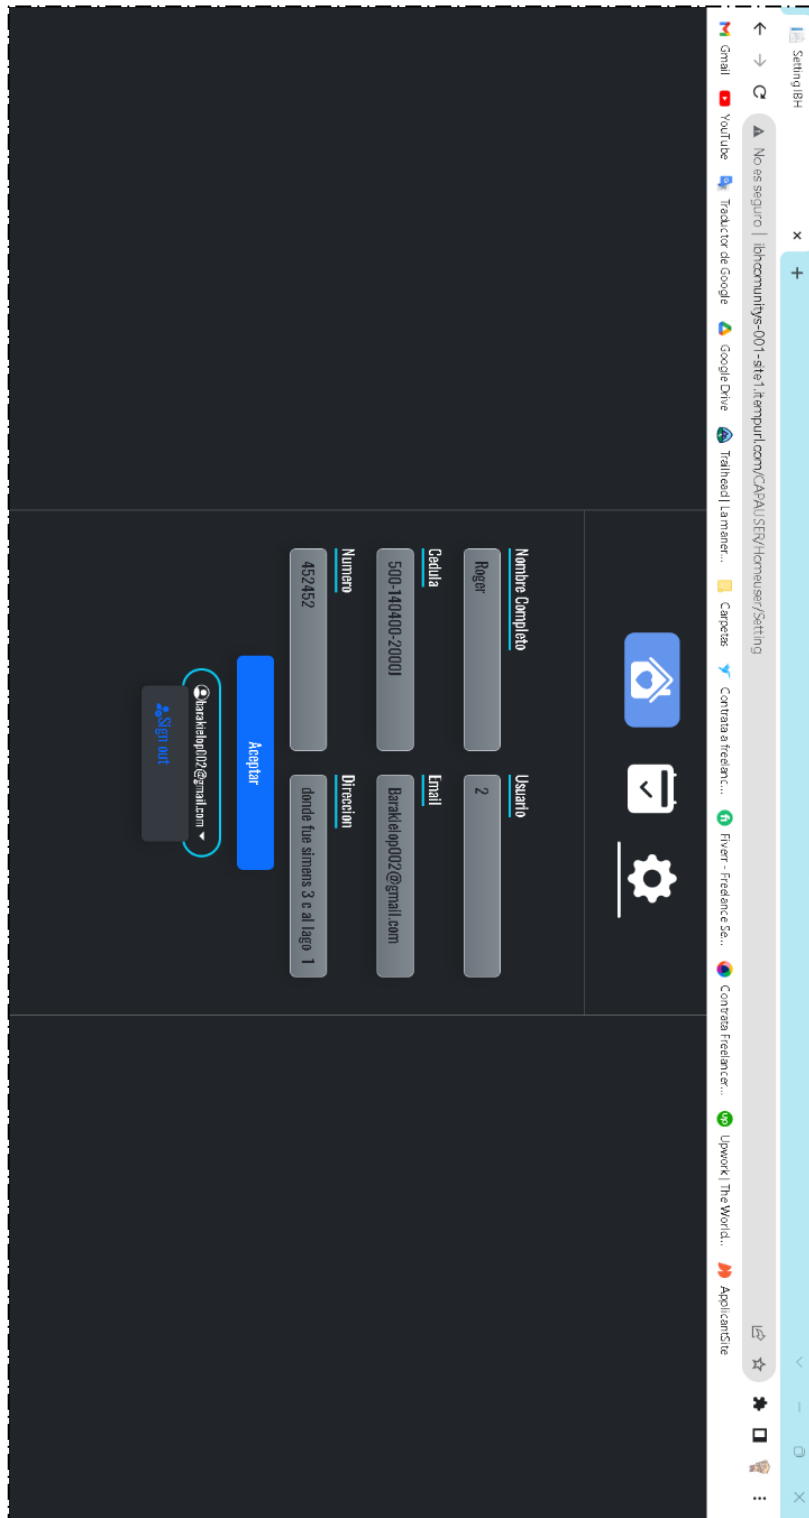 Setting IBH
No es seguro | ibhcomunitys-001-site1.itempurl.com/CAPAUSER/Homeuser/Setting
Gmail YouTube Traductor de Google Google Drive Trailhead | La maner... Carpetas Contrata a freelanc... Fiverr - Freelance Se... Contrata Freelancer... Upwork | The World... ApplicantSite
Nombre Completo Usuario
Roger 2
Cedula Email
500-140400-2000J Barakielop002@gmail.com
Numero Direccion
452452 donde fue simens 3 c al lago 1
Aceptar
barakielop002@gmail.com
Sign out